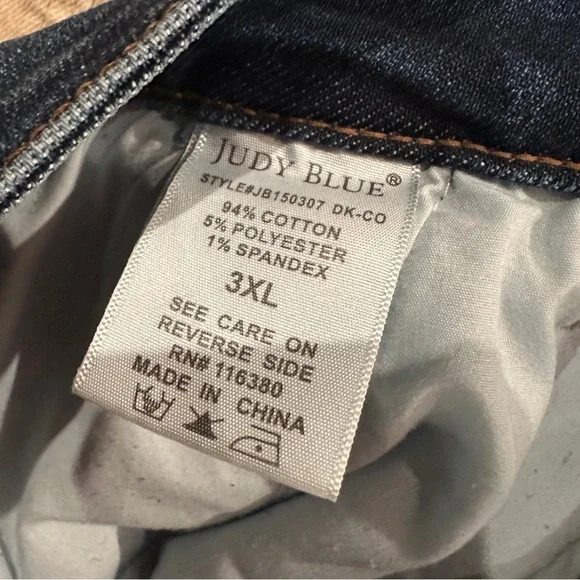 JUDY BLUE®
STYLE#JB150307 DK-CO
94% COTTON
5% POLYESTER
1% SPANDEX
3XL
SEE CARE ON
REVERSE SIDE
RN# 116380
MADE IN CHINA